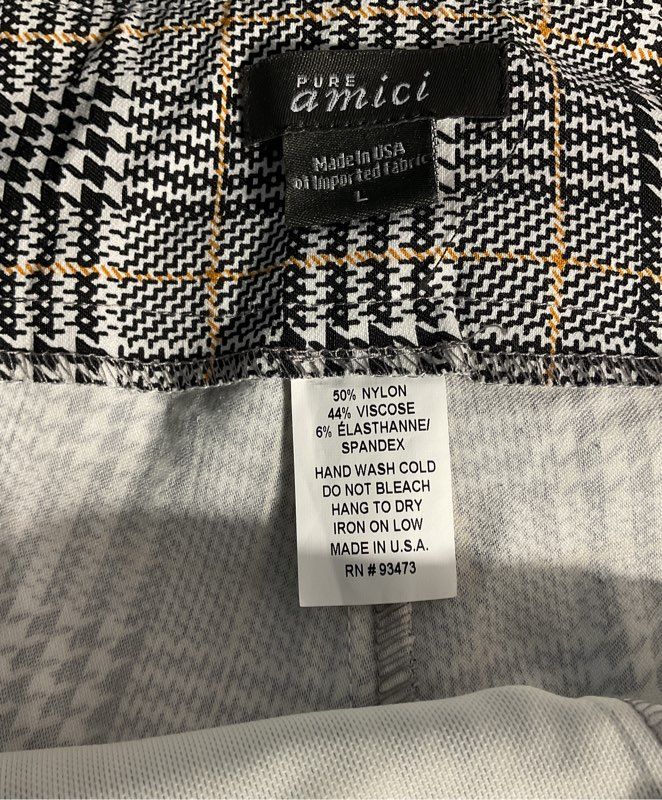 PURE
amici
Made in USA
of Imported fabric
L
50% NYLON
44% VISCOSE
6% ÉLASTHANNE/
SPANDEX
HAND WASH COLD
DO NOT BLEACH
HANG TO DRY
IRON ON LOW
MADE IN U.S.A.
RN # 93473